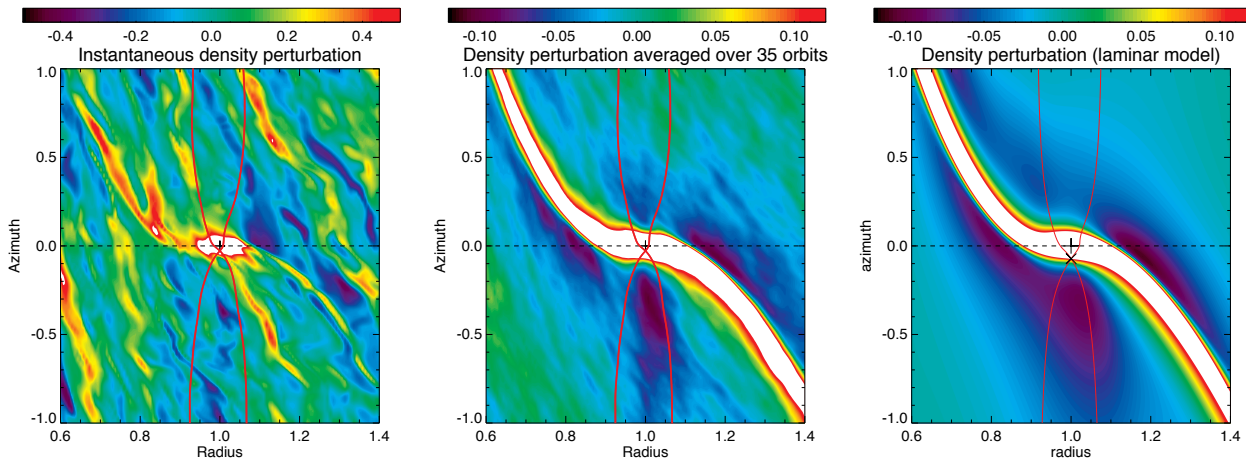 -0.4 -0.2 0.0 0.2 0.4
Instantaneous density perturbation
1.0
0.5
0.0
-0.5
-1.0
Azimuth
0.6 0.8 1.0 1.2 1.4
Radius
-0.10 -0.05 0.00 0.05 0.10
Density perturbation averaged over 35 orbits
1.0
0.5
0.0
-0.5
-1.0
Azimuth
0.6 0.8 1.0 1.2 1.4
Radius
-0.10 -0.05 0.00 0.05 0.10
Density perturbation (laminar model)
1.0
0.5
0.0
-0.5
-1.0
azimuth
0.6 0.8 1.0 1.2 1.4
radius